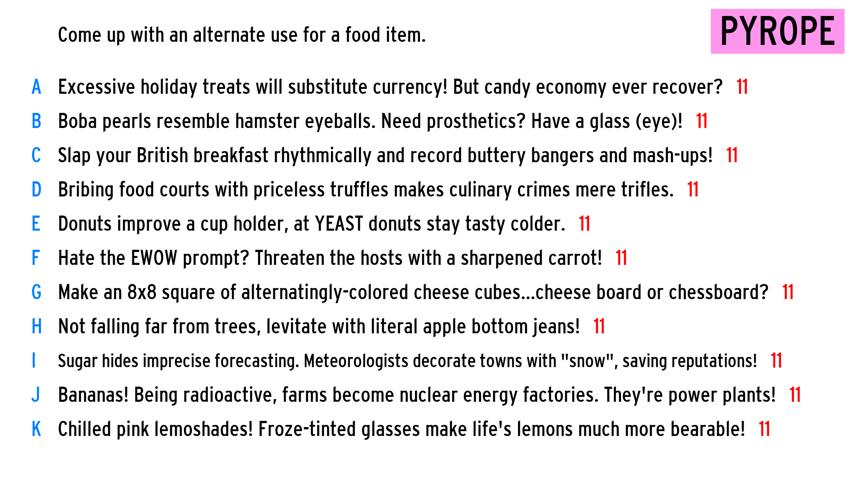 Come up with an alternate use for a food item.
PYROPE
A Excessive holiday treats will substitute currency! But candy economy ever recover? 11
B Boba pearls resemble hamster eyeballs. Need prosthetics? Have a glass (eye)! 11
C Slap your British breakfast rhythmically and record buttery bangers and mash-ups! 11
D Bribing food courts with priceless truffles makes culinary crimes mere trifles. 11
E Donuts improve a cup holder, at YEAST donuts stay tasty colder. 11
F Hate the EWOW prompt? Threaten the hosts with a sharpened carrot! 11
G Make an 8x8 square of alternatingly-colored cheese cubes...cheese board or chessboard? 11
H Not falling far from trees, levitate with literal apple bottom jeans! 11
I Sugar hides imprecise forecasting. Meteorologists decorate towns with "snow", saving reputations! 11
J Bananas! Being radioactive, farms become nuclear energy factories. They're power plants! 11
K Chilled pink lemoshades! Froze-tinted glasses make life's lemons much more bearable! 11